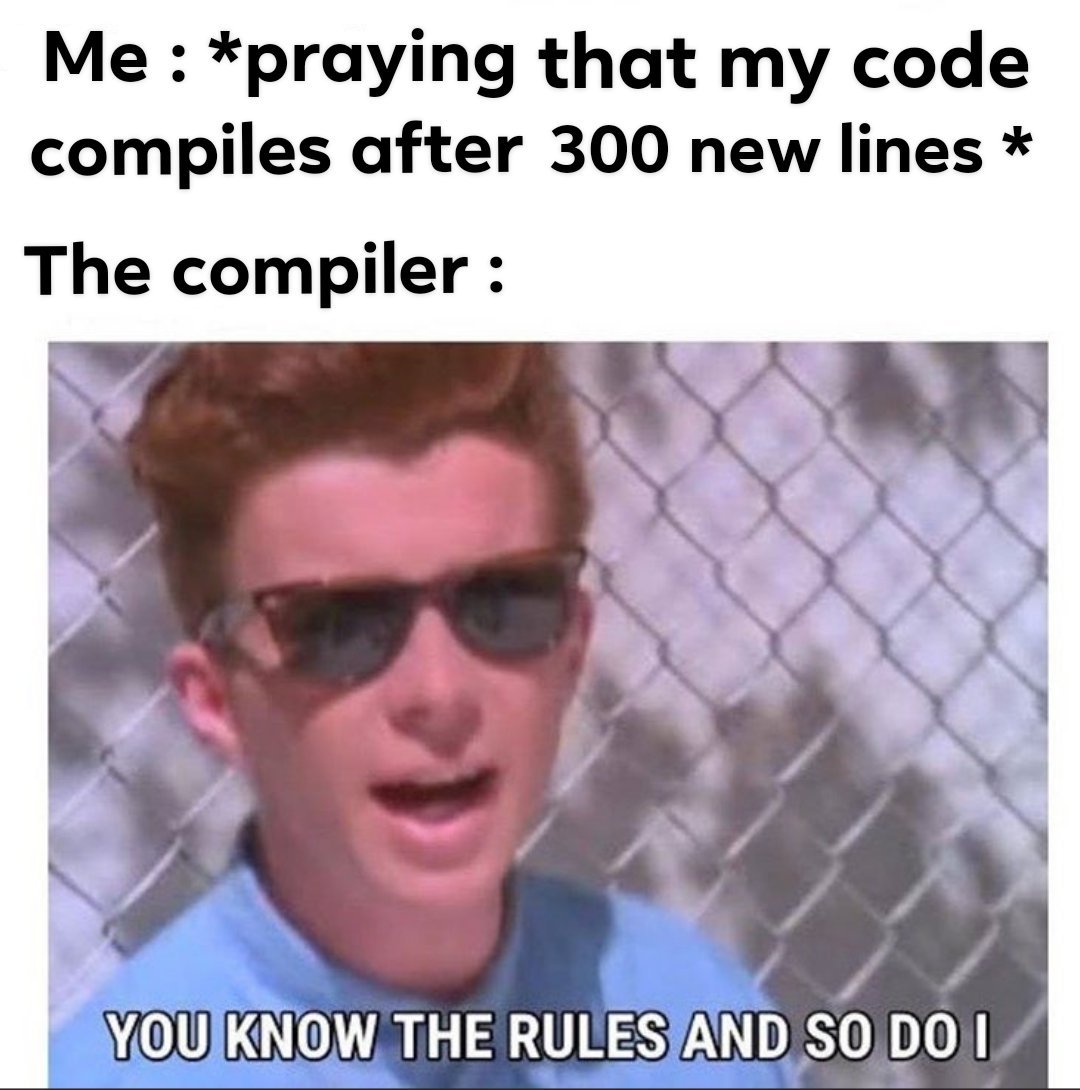 Me : *praying that my code
compiles after 300 new lines *
The compiler :
YOU KNOW THE RULES AND SO DO I